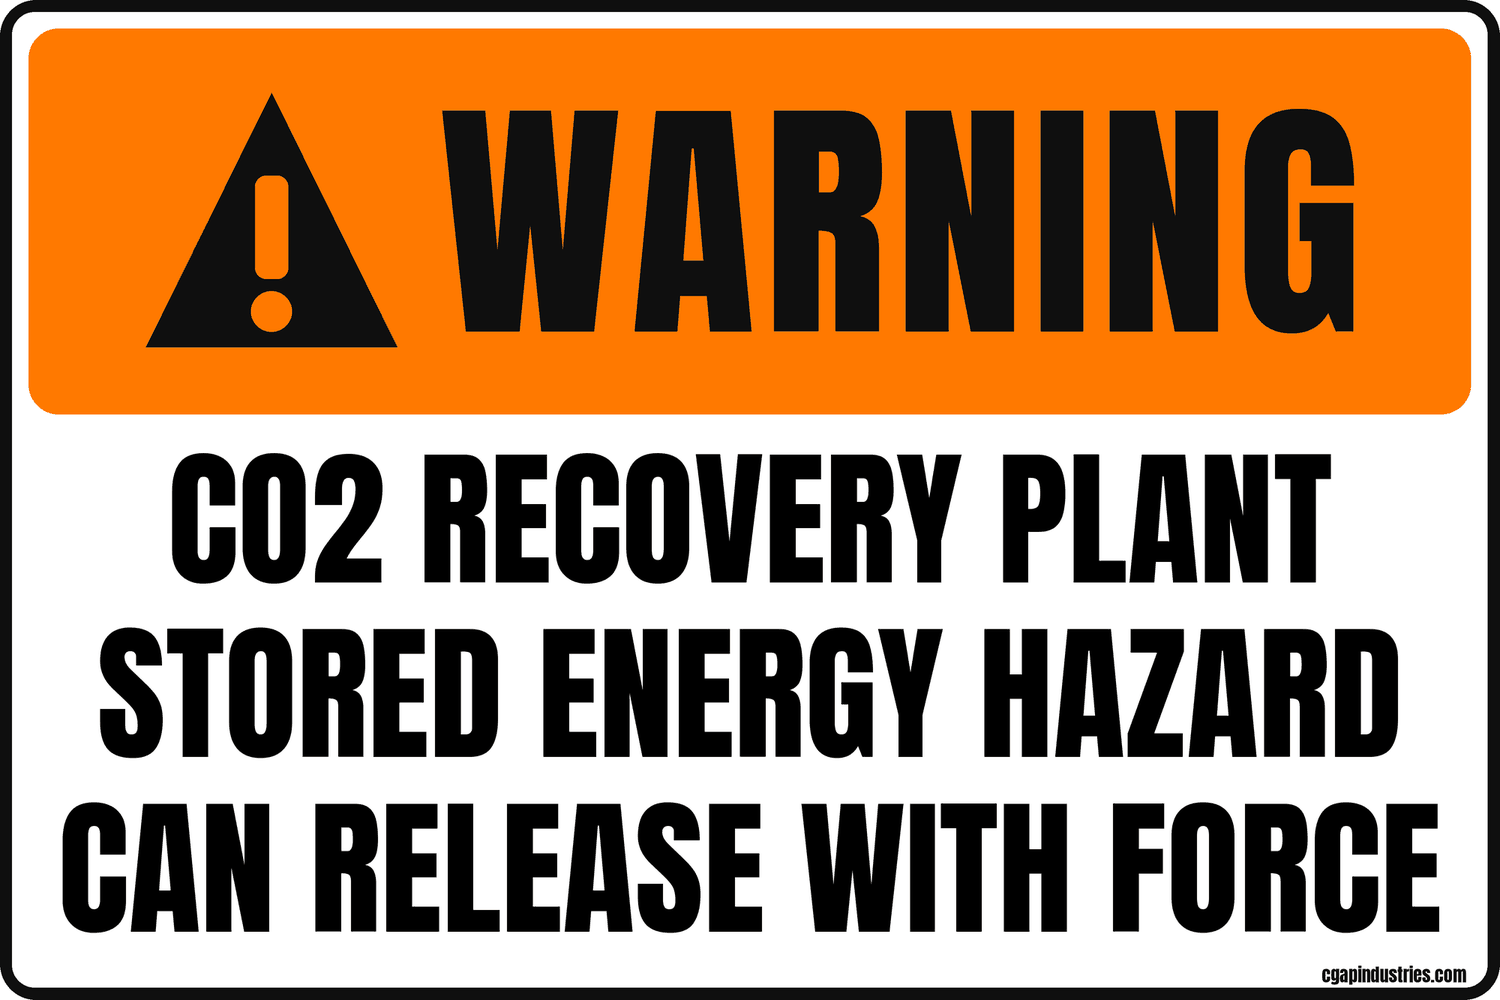 WARNING
CO2 RECOVERY PLANT
STORED ENERGY HAZARD
CAN RELEASE WITH FORCE
cgapindustries.com